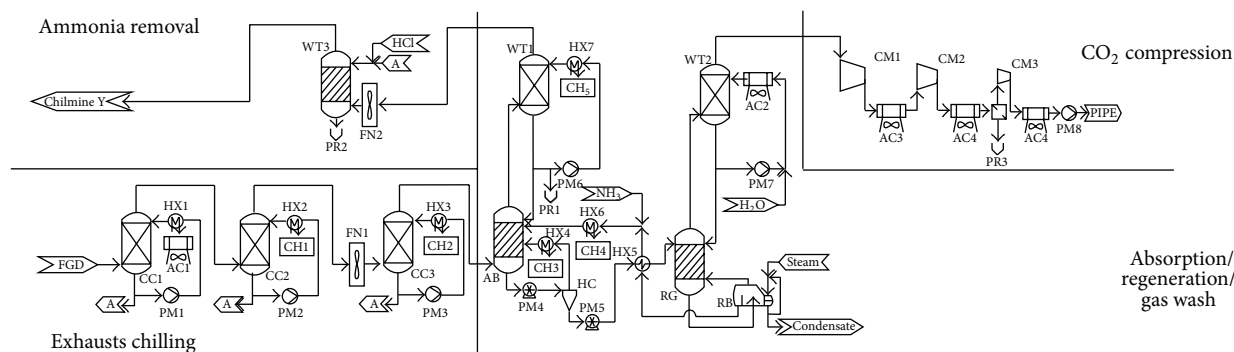 Ammonia removal
WT3
HCl
A
Chilmine Y
FN2
PR2
WT1
HX7
CH5
PM6
PR1
WT2
AC2
PM7
NH3
H2O
CO2 compression
CM1
CM2
CM3
AC3
AC4
AC4
PM8
PIPE
PR3
HX1
FGD
AC1
CC1
A
PM1
HX2
CH1
CC2
A
PM2
FN1
HX3
CH2
CC3
A
PM3
Exhausts chilling
HX6
CH4
HX4
CH3
HX5
AB
PM4
HC
PM5
RG
RB
Steam
Condensate
Absorption/
regeneration/
gas wash